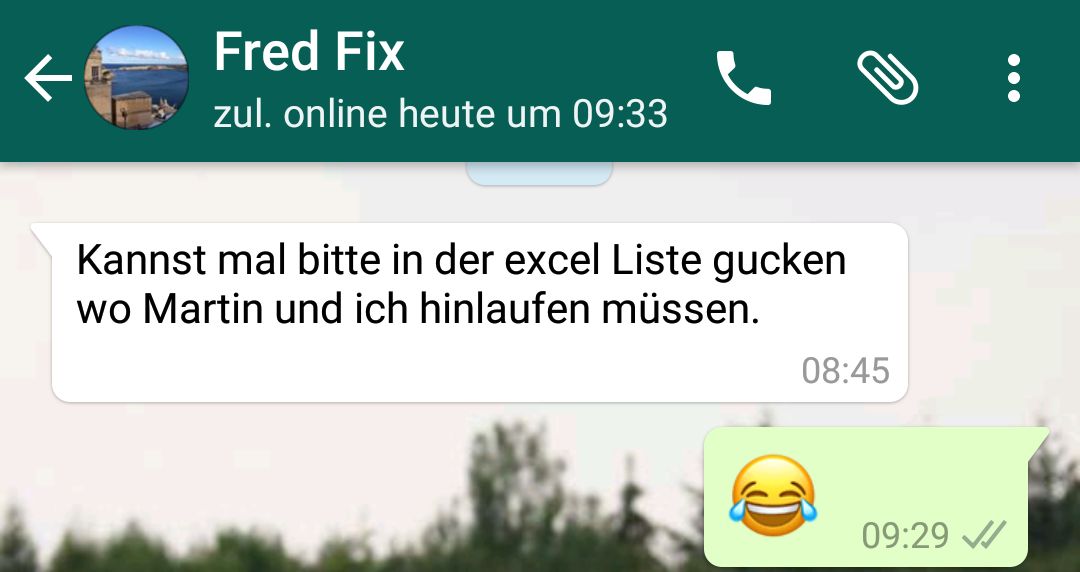 Fred Fix
zul. online heute um 09:33
Kannst mal bitte in der excel Liste gucken
wo Martin und ich hinlaufen müssen.
08:45
😂
09:29